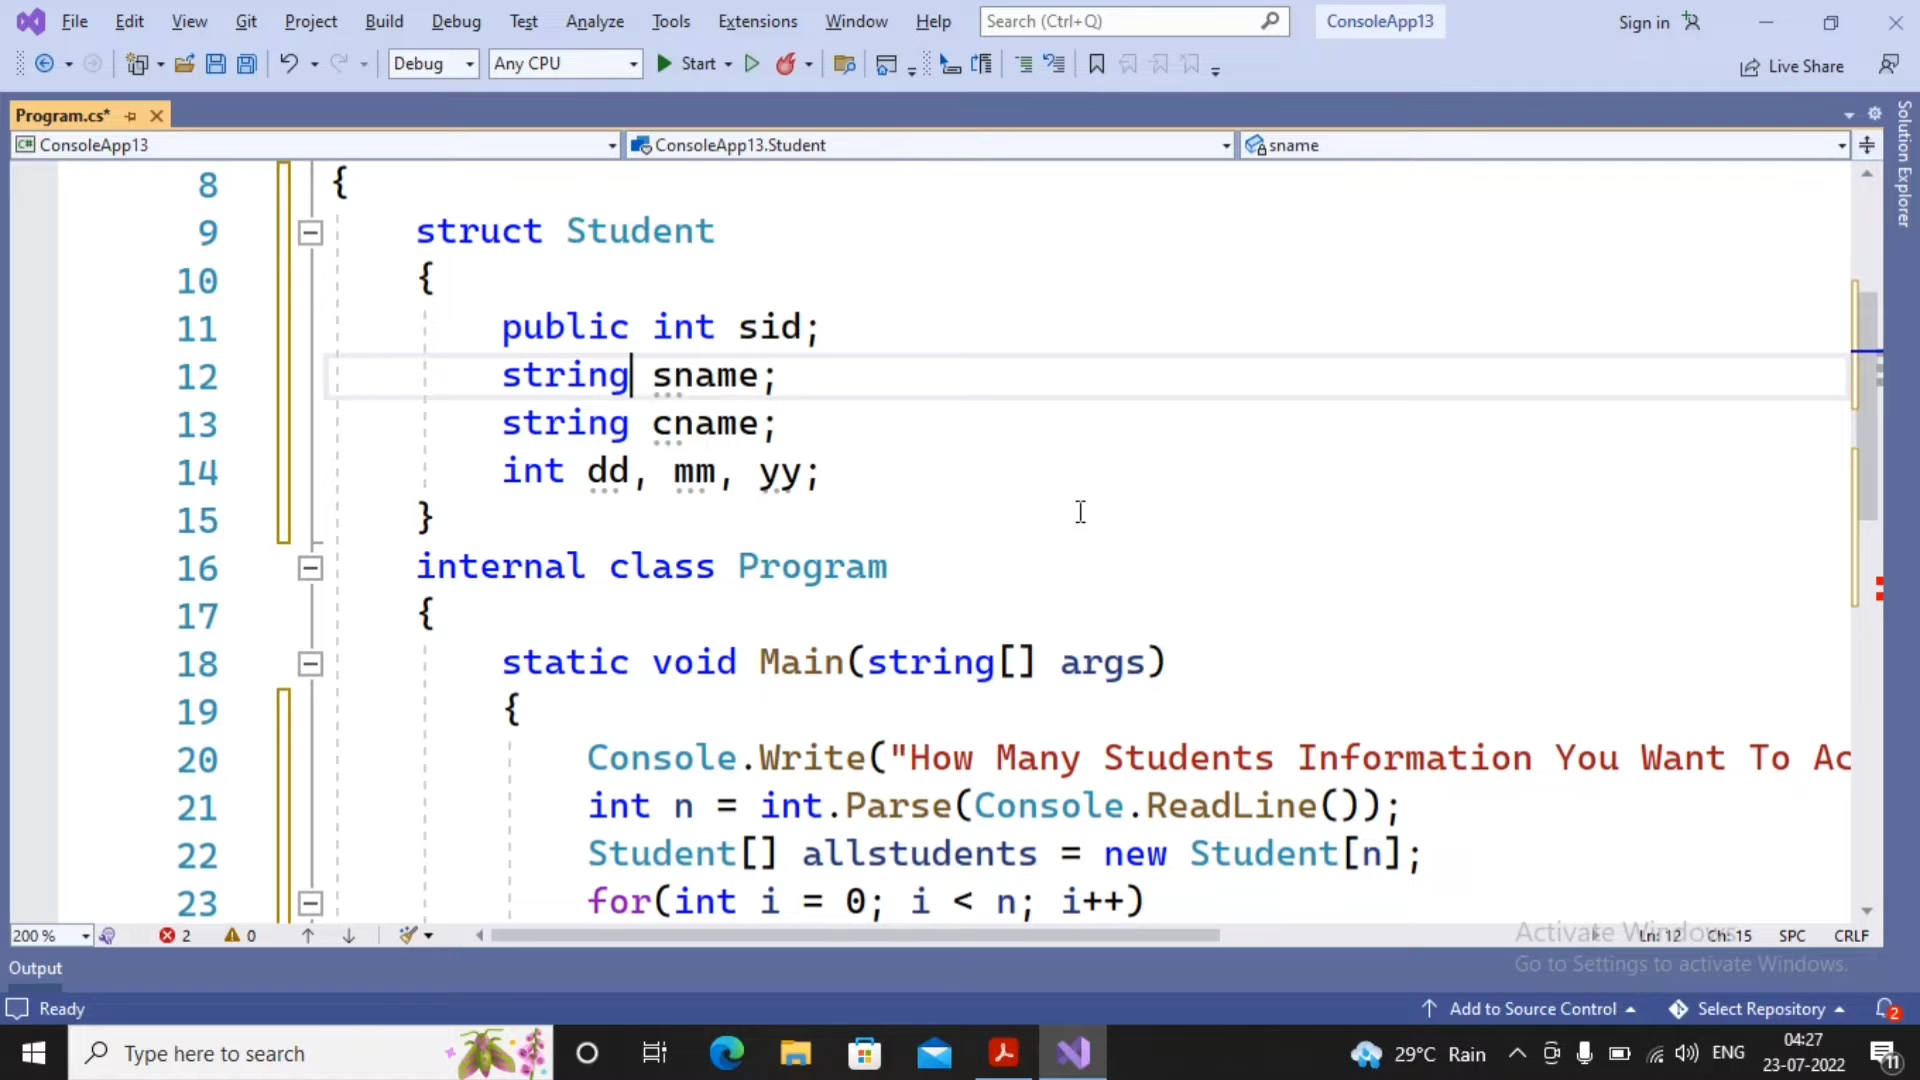 File Edit View Git Project Build Debug Test Analyze Tools Extensions Window Help Search (Ctrl+Q) ConsoleApp13 Sign in
Debug Any CPU Start Live Share
Program.cs*
ConsoleApp13 ConsoleApp13.Student sname
Solution Explorer
8 {
9 struct Student
10 {
11 public int sid;
12 string sname;
13 string cname;
14 int dd, mm, yy;
15 }
16 internal class Program
17 {
18 static void Main(string[] args)
19 {
20 Console.Write("How Many Students Information You Want To Ac
21 int n = int.Parse(Console.ReadLine());
22 Student[] allstudents = new Student[n];
23 for(int i = 0; i < n; i++)
200 % 2 0 Ln: 12 Ch: 15 SPC CRLF
Activate Windows
Go to Settings to activate Windows.
Output
Ready Add to Source Control Select Repository 2
Type here to search 29°C Rain ENG 04:27
23-07-2022 11